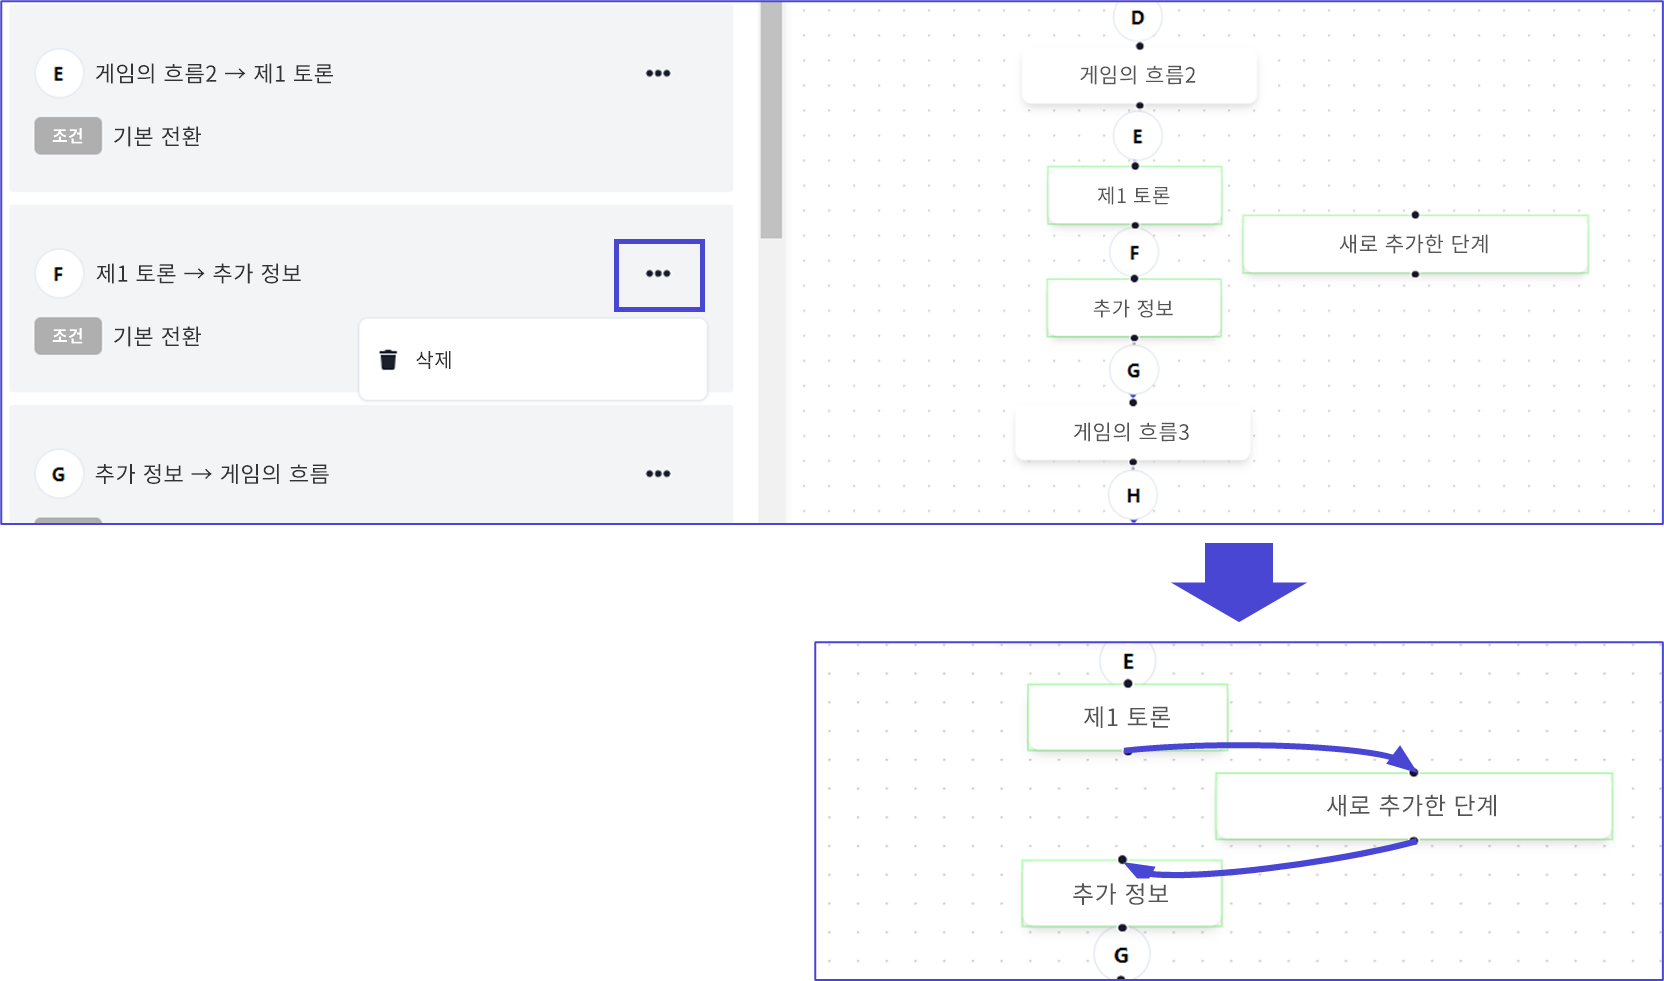 E 게임의 흐름2 → 제1 토론 •••
조건 기본 전환
F 제1 토론 → 추가 정보 •••
조건 기본 전환
삭제
G 추가 정보 → 게임의 흐름 •••
D
게임의 흐름2
E
제1 토론
새로 추가한 단계
F
추가 정보
G
게임의 흐름3
H
E
제1 토론
새로 추가한 단계
추가 정보
G